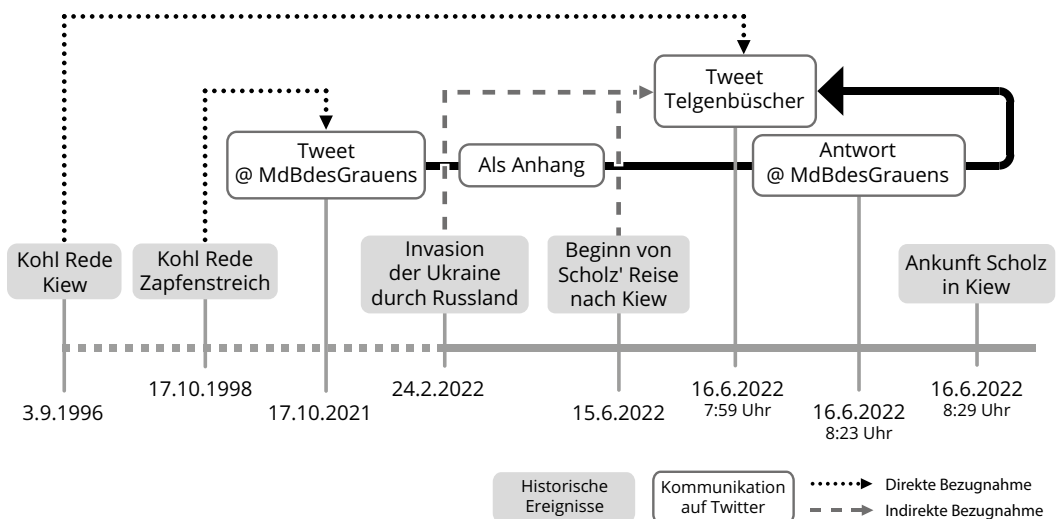 Tweet
Telgenbüscher
Tweet
@ MdBdesGrauens
Als Anhang
Antwort
@ MdBdesGrauens
Kohl Rede
Kiew
Kohl Rede
Zapfenstreich
Invasion
der Ukraine
durch Russland
Beginn von
Scholz' Reise
nach Kiew
Ankunft Scholz
in Kiew
3.9.1996
17.10.1998
17.10.2021
24.2.2022
15.6.2022
16.6.2022
7:59 Uhr
16.6.2022
8:23 Uhr
16.6.2022
8:29 Uhr
Historische
Ereignisse
Kommunikation
auf Twitter
Direkte Bezugnahme
Indirekte Bezugnahme